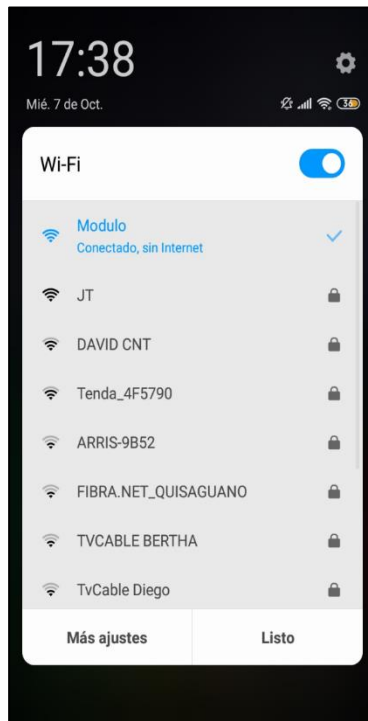 17:38
Mié. 7 de Oct.
36
Wi-Fi
Modulo
Conectado, sin Internet
JT
DAVID CNT
Tenda_4F5790
ARRIS-9B52
FIBRA.NET_QUISAGUANO
TVCABLE BERTHA
TvCable Diego
Más ajustes
Listo